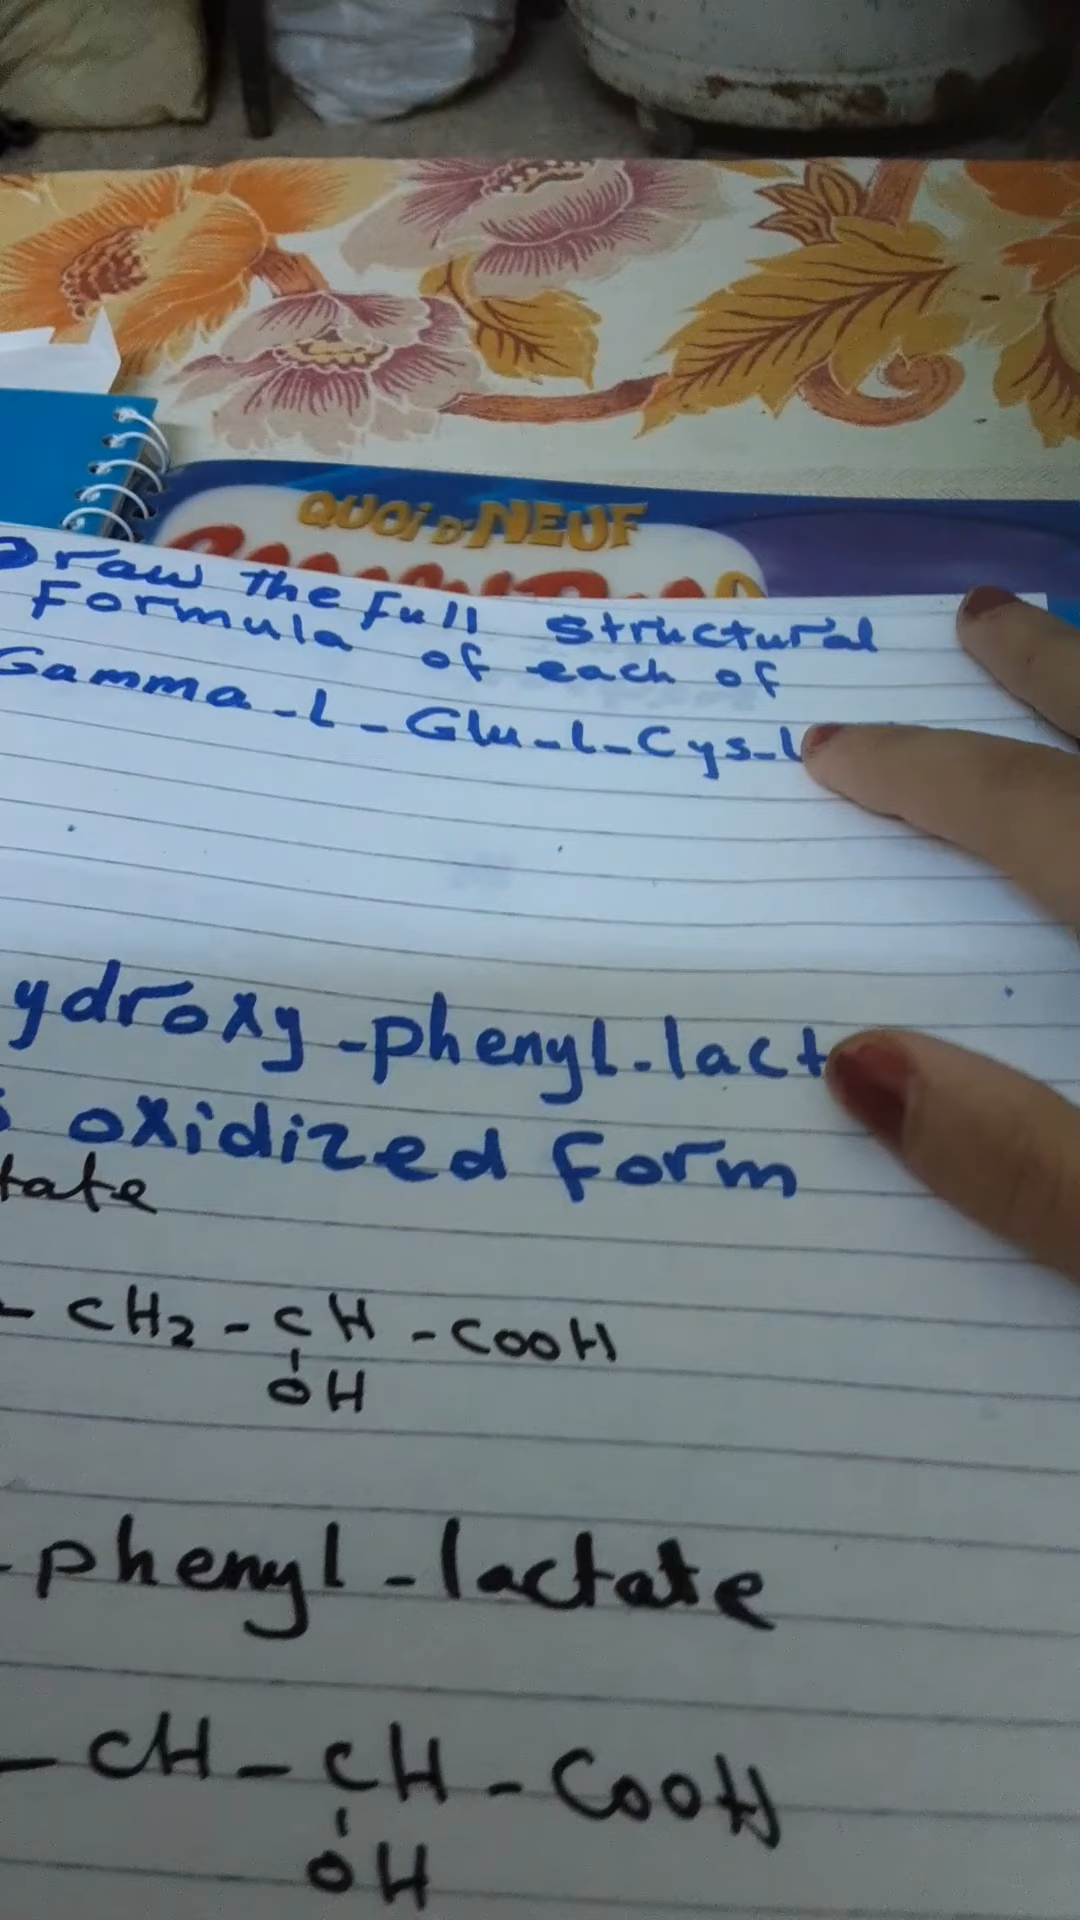 QUOI D'NEUF
Draw the Full structural
Formula of each of
Gamma-L-Glu-L-Cys-L
ydroxy-phenyl-lact
oxidized form
tate
- CH2 - CH - COOH
OH
-phenyl-lactate
- CH - CH - COOH
OH